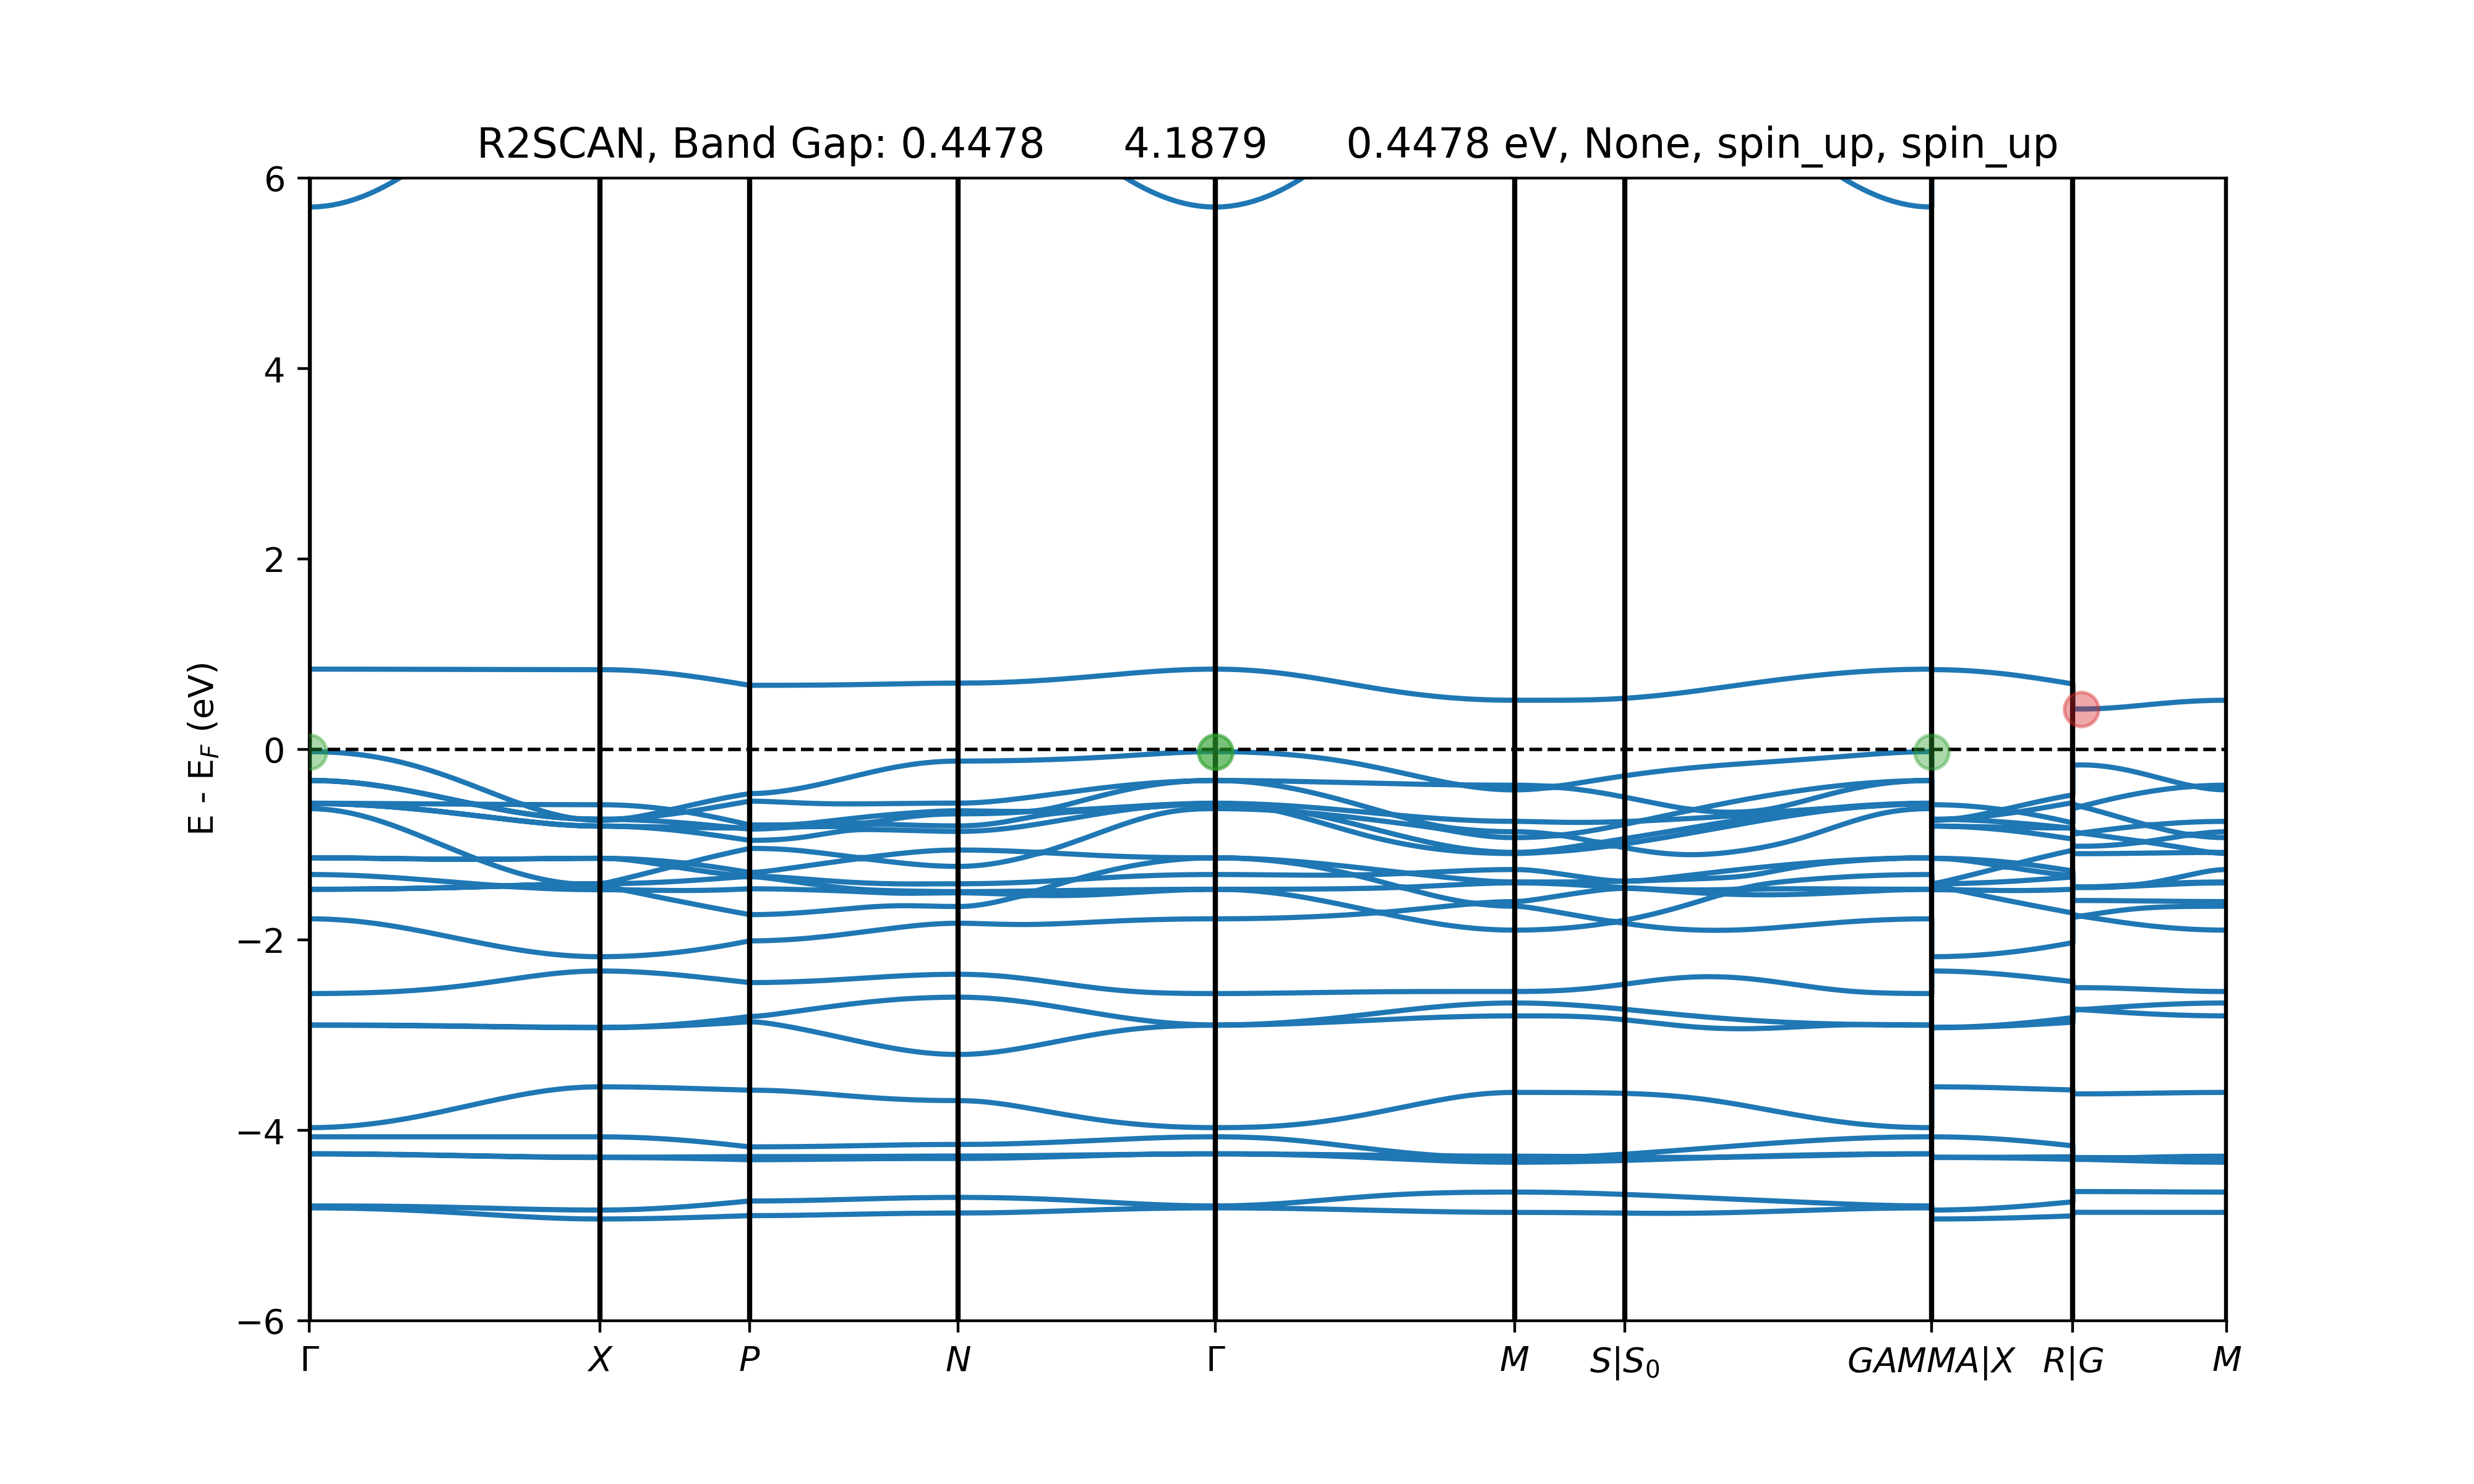 R2SCAN, Band Gap: 0.4478 4.1879 0.4478 eV, None, spin_up, spin_up
6
4
2
0
−2
−4
−6
E - E_F (eV)
Γ X P N Γ M S|S₀ GAMMA|X R|G M